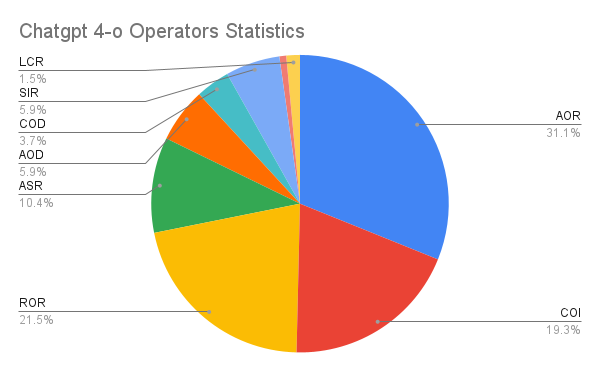 Chatgpt 4-o Operators Statistics
LCR
1.5%
SIR
5.9%
COD
3.7%
AOD
5.9%
ASR
10.4%
ROR
21.5%
AOR
31.1%
COI
19.3%